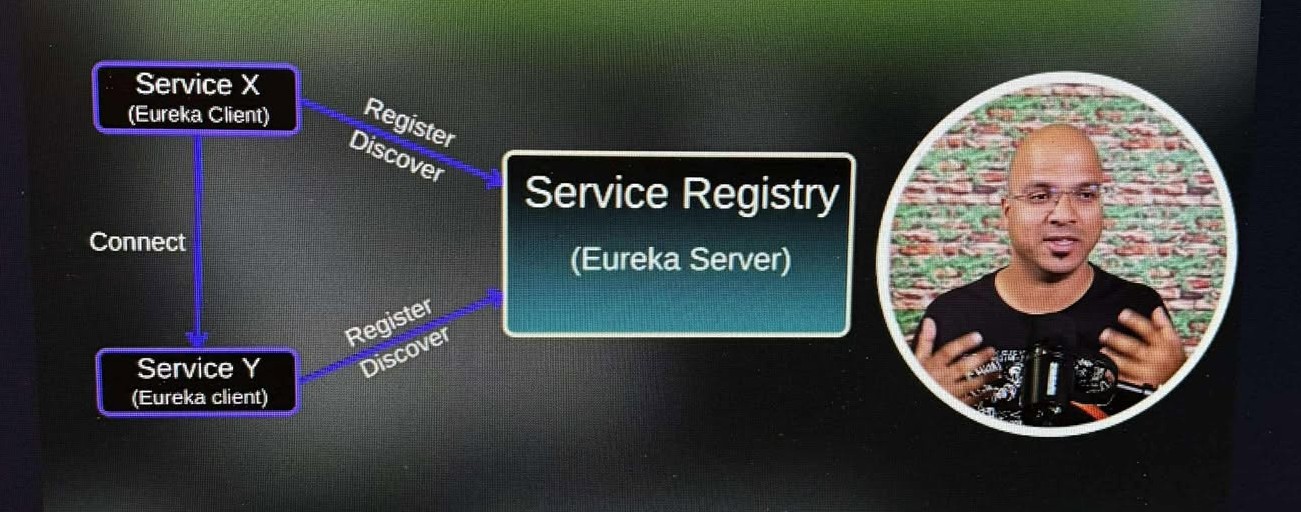 Service X
(Eureka Client)
Register
Discover
Service Registry
(Eureka Server)
Connect
Register
Discover
Service Y
(Eureka client)